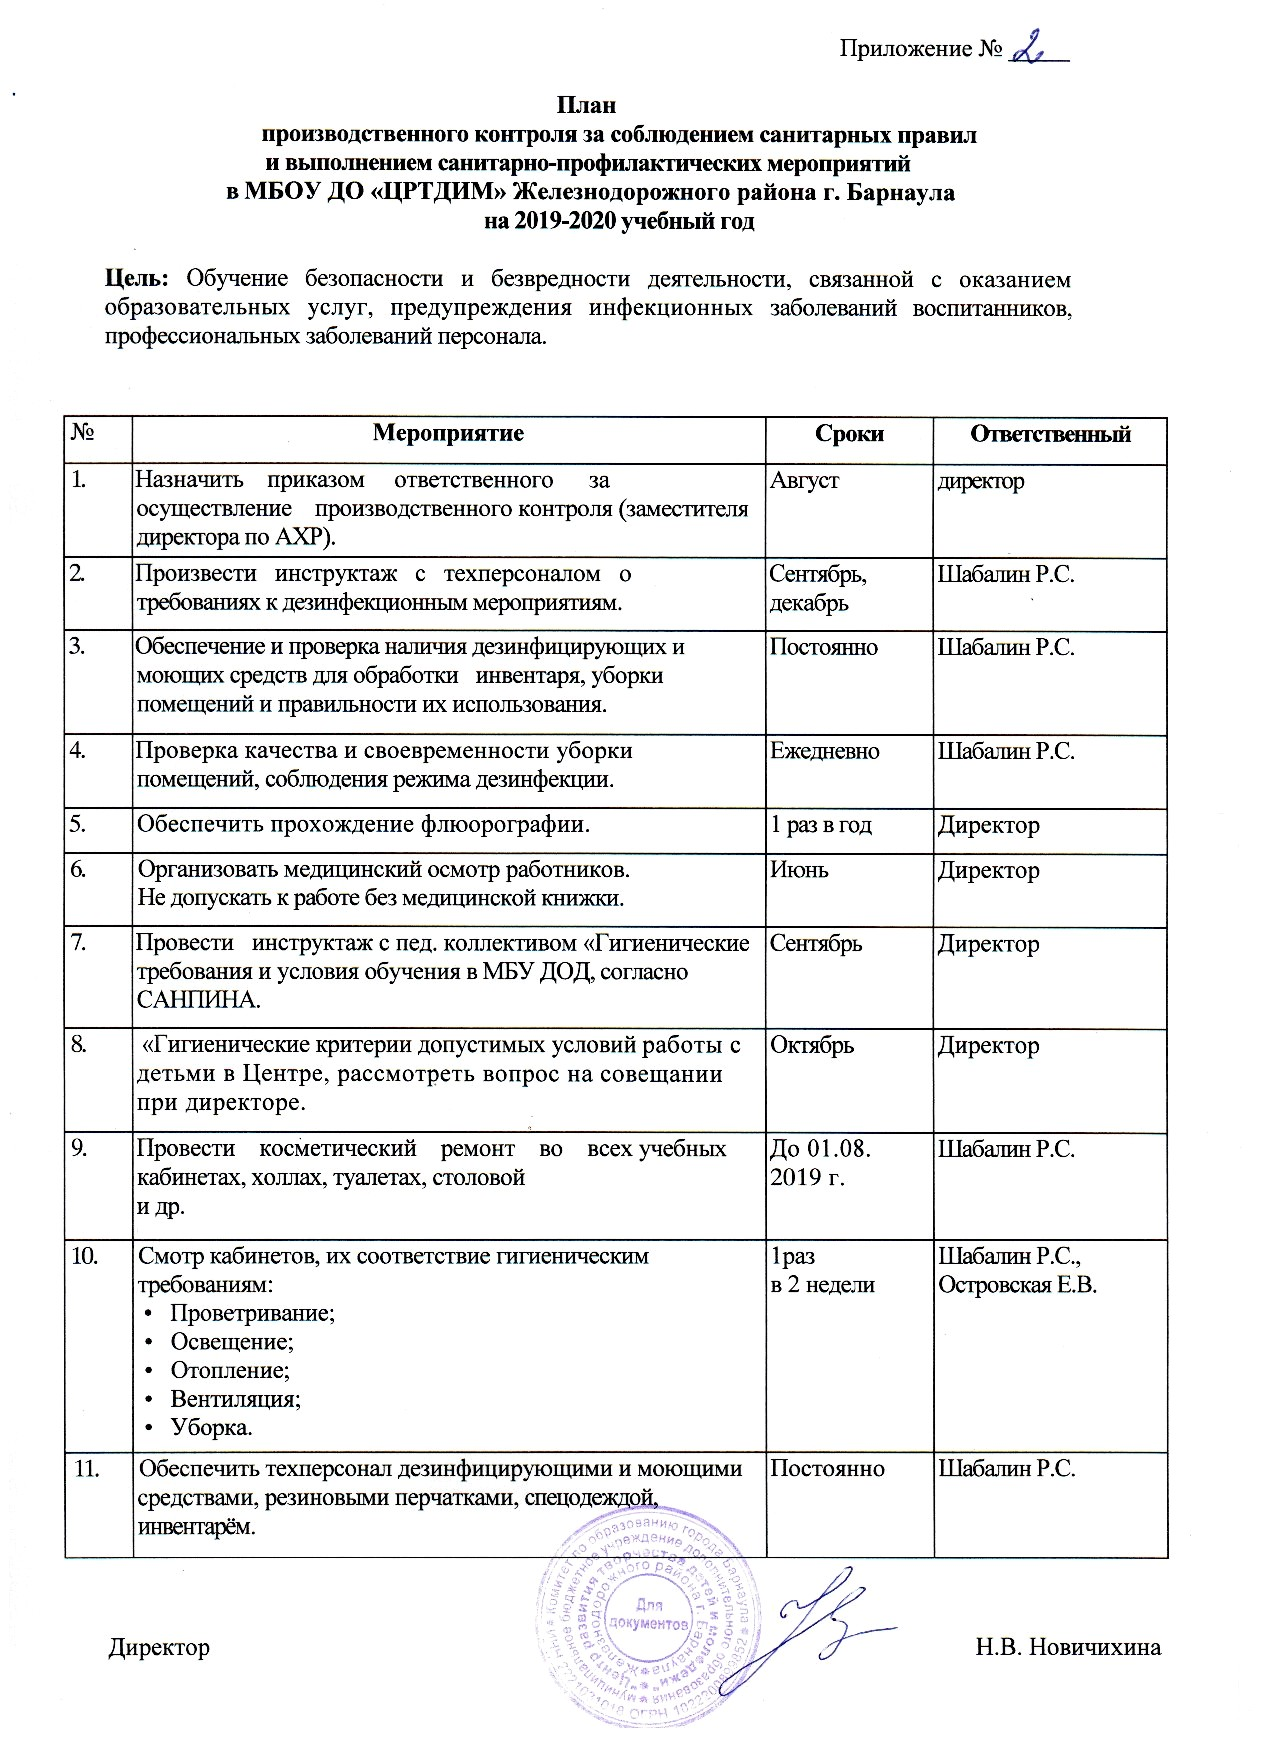 Приложение № 2
План
производственного контроля за соблюдением санитарных правил
и выполнением санитарно-профилактических мероприятий
в МБОУ ДО «ЦРТДИМ» Железнодорожного района г. Барнаула
на 2019-2020 учебный год
Цель: Обучение безопасности и безвредности деятельности, связанной с оказанием
образовательных услуг, предупреждения инфекционных заболеваний воспитанников,
профессиональных заболеваний персонала.
№ Мероприятие Сроки Ответственный
1. Назначить приказом ответственного за Август директор
осуществление производственного контроля (заместителя
директора по АХР).
2. Произвести инструктаж с техперсоналом о Сентябрь, Шабалин Р.С.
требованиях к дезинфекционным мероприятиям. декабрь
3. Обеспечение и проверка наличия дезинфицирующих и Постоянно Шабалин Р.С.
моющих средств для обработки инвентаря, уборки
помещений и правильности их использования.
4. Проверка качества и своевременности уборки Ежедневно Шабалин Р.С.
помещений, соблюдения режима дезинфекции.
5. Обеспечить прохождение флюорографии. 1 раз в год Директор
6. Организовать медицинский осмотр работников. Июнь Директор
Не допускать к работе без медицинской книжки.
7. Провести инструктаж с пед. коллективом «Гигиенические Сентябрь Директор
требования и условия обучения в МБУ ДОД, согласно
САНПИНА.
8. «Гигиенические критерии допустимых условий работы с Октябрь Директор
детьми в Центре, рассмотреть вопрос на совещании
при директоре.
9. Провести косметический ремонт во всех учебных До 01.08. Шабалин Р.С.
кабинетах, холлах, туалетах, столовой 2019 г.
и др.
10. Смотр кабинетов, их соответствие гигиеническим 1раз Шабалин Р.С.,
требованиям: в 2 недели Островская Е.В.
• Проветривание;
• Освещение;
• Отопление;
• Вентиляция;
• Уборка.
11. Обеспечить техперсонал дезинфицирующими и моющими Постоянно Шабалин Р.С.
средствами, резиновыми перчатками, спецодеждой,
инвентарём.
Для
документов
Директор Н.В. Новичихина